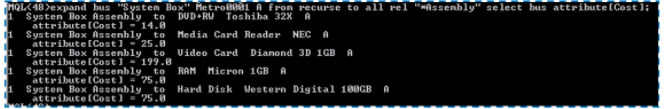 MQL<48>expand bus "System Box" Metro0001 A from recurse to all rel "*Assembly" select bus attribute[Cost];
1  System Box Assembly  to  DVD+RW  Toshiba 32X  A
attribute[Cost] = 14.0
1  System Box Assembly  to  Media Card Reader  NEC  A
attribute[Cost] = 25.0
1  System Box Assembly  to  Video Card  Diamond 3D 1GB  A
attribute[Cost] = 199.0
1  System Box Assembly  to  RAM  Micron 1GB  A
attribute[Cost] = 75.0
1  System Box Assembly  to  Hard Disk  Western Digital 100GB  A
attribute[Cost] = 75.0